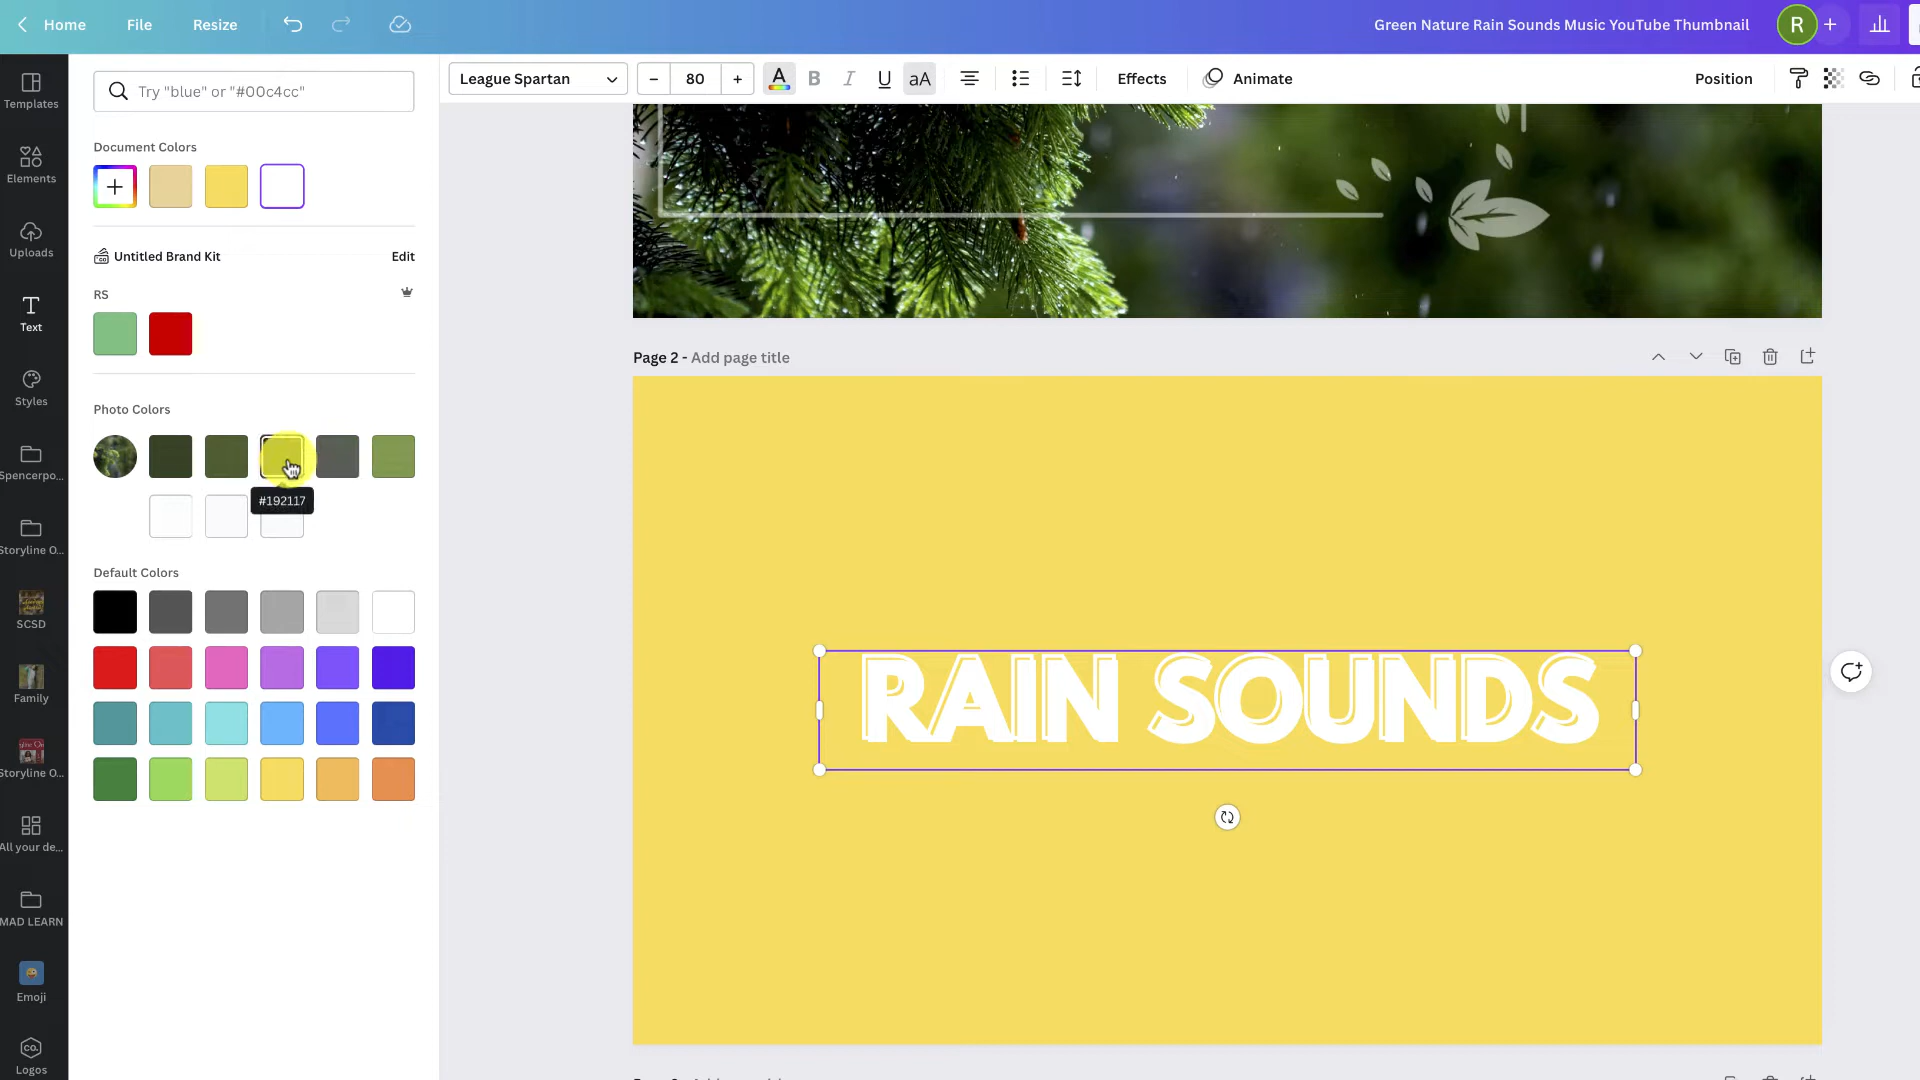 Home File Resize Green Nature Rain Sounds Music YouTube Thumbnail R
League Spartan 80 A B I U aA Effects Animate Position
Try "blue" or "#00c4cc"
Templates
Elements
Uploads
Text
Styles
Spencerpo...
Storyline O...
SCSD
Family
Storyline O...
All your de...
MAD LEARN
Emoji
CO.
Logos
Document Colors
Untitled Brand Kit Edit
RS
Photo Colors
#192117
Default Colors
Page 2 - Add page title
RAIN SOUNDS